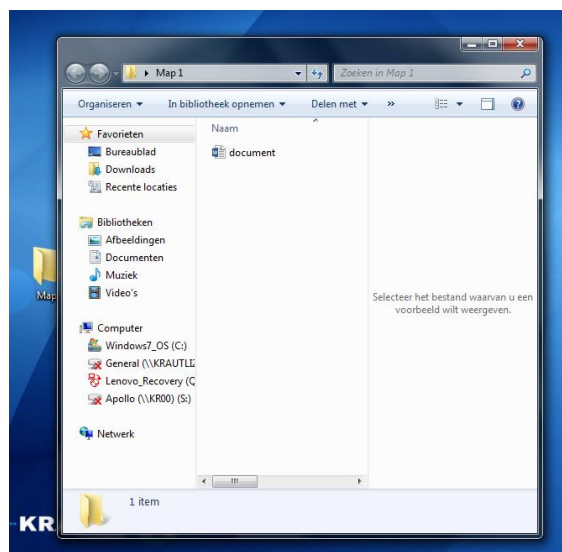 Map 1
Zoeken in Map 1
Organiseren
In bibliotheek opnemen
Delen met
»
Favorieten
Bureaublad
Downloads
Recente locaties
Bibliotheken
Afbeeldingen
Documenten
Muziek
Video's
Computer
Windows7_OS (C:)
General (\\KRAUTLIZ
Lenovo_Recovery (Q
Apollo (\\KR00) (S:)
Netwerk
Naam
document
Selecteer het bestand waarvan u een
voorbeeld wilt weergeven.
1 item
Map
KR